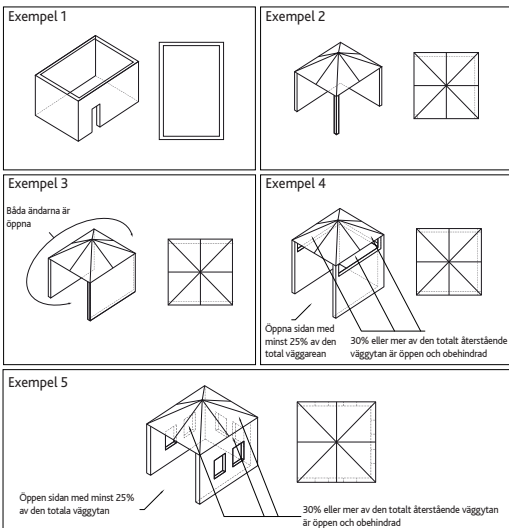 Exempel 1
Exempel 2
Exempel 3
Båda ändarna är
öppna
Exempel 4
Öppna sidan med
minst 25% av den
total väggarean
30% eller mer av den totalt återstående
väggytan är öppen och obehindrad
Exempel 5
Öppen sidan med minst 25%
av den totala väggytan
30% eller mer av den totalt återstående väggytan
är öppen och obehindrad